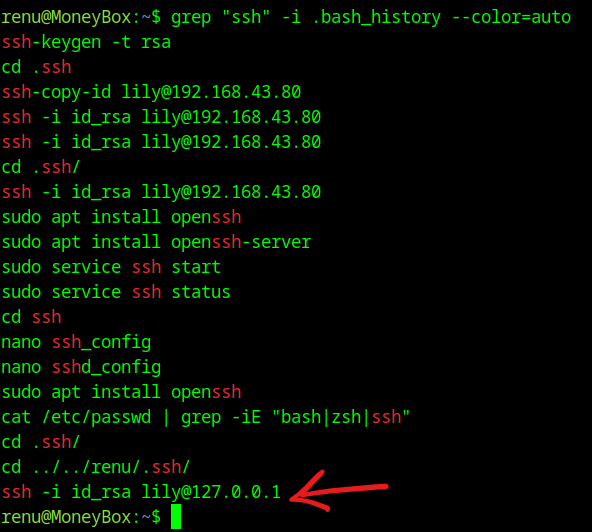 renu@MoneyBox:~$ grep "ssh" -i .bash_history --color=auto
ssh-keygen -t rsa
cd .ssh
ssh-copy-id lily@192.168.43.80
ssh -i id_rsa lily@192.168.43.80
ssh -i id_rsa lily@192.168.43.80
cd .ssh/
ssh -i id_rsa lily@192.168.43.80
sudo apt install openssh
sudo apt install openssh-server
sudo service ssh start
sudo service ssh status
cd ssh
nano ssh_config
nano sshd_config
sudo apt install openssh
cat /etc/passwd | grep -iE "bash|zsh|ssh"
cd .ssh/
cd ../../renu/.ssh/
ssh -i id_rsa lily@127.0.0.1
renu@MoneyBox:~$